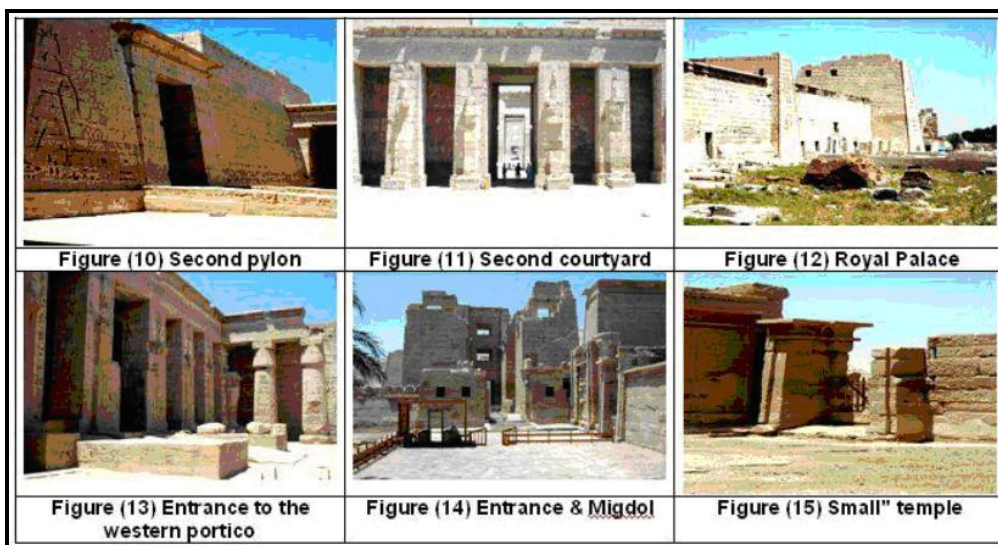 Figure (10) Second pylon
Figure (11) Second courtyard
Figure (12) Royal Palace
Figure (13) Entrance to the
western portico
Figure (14) Entrance & Migdol
Figure (15) Small" temple